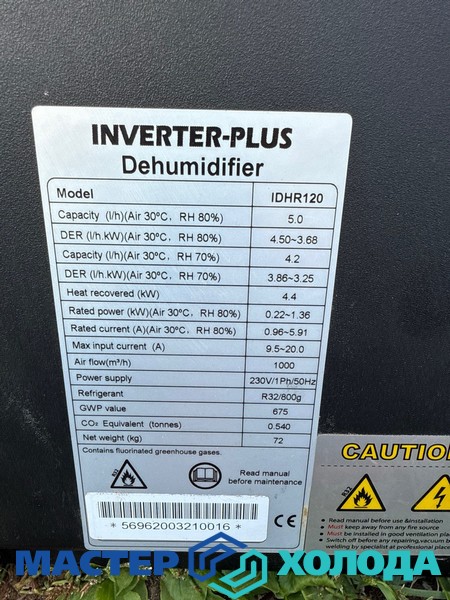 INVERTER-PLUS
Dehumidifier
Model IDHR120
Capacity (l/h)(Air 30°C, RH 80%) 5.0
DER (l/h.kW)(Air 30°C, RH 80%) 4.50~3.68
Capacity (l/h)(Air 30°C, RH 70%) 4.2
DER (l/h.kW)(Air 30°C, RH 70%) 3.86~3.25
Heat recovered (kW) 4.4
Rated power (kW)(Air 30°C, RH 80%) 0.22~1.36
Rated current (A)(Air 30°C, RH 80%) 0.96~5.91
Max input current (A) 9.5~20.0
Air flow(m³/h) 1000
Power supply 230V/1Ph/50Hz
Refrigerant R32/800g
GWP value 675
CO₂ Equivalent (tonnes) 0.540
Net weight (kg) 72
Contains fluorinated greenhouse gases.
R32
Read manual
before maintenance
* 56962003210016 *
CE
CAUTION
R32
Read manual before use &installation
Must keep away from any fire source
Must be installed in good ventilation
Switch off before any repairing,vacuum
welding by specialist at professional
МАСТЕР ХОЛОДА